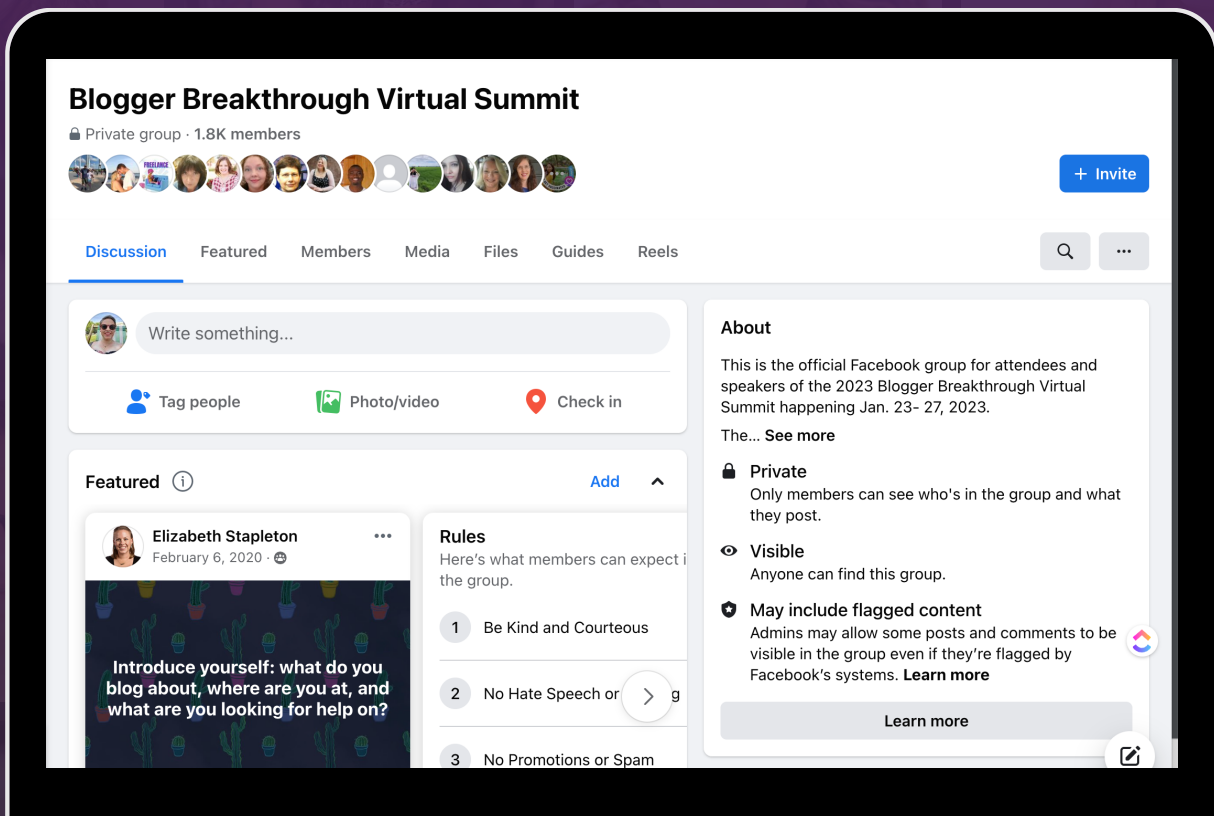 Blogger Breakthrough Virtual Summit
Private group · 1.8K members
FREELANCE
+ Invite
Discussion
Featured
Members
Media
Files
Guides
Reels
...
Write something...
Tag people
Photo/video
Check in
Featured
Add
Elizabeth Stapleton
February 6, 2020 ·
Introduce yourself: what do you
blog about, where are you at, and
what are you looking for help on?
Rules
Here's what members can expect i
the group.
1 Be Kind and Courteous
2 No Hate Speech or g
3 No Promotions or Spam
About
This is the official Facebook group for attendees and
speakers of the 2023 Blogger Breakthrough Virtual
Summit happening Jan. 23- 27, 2023.
The... See more
Private
Only members can see who's in the group and what
they post.
Visible
Anyone can find this group.
May include flagged content
Admins may allow some posts and comments to be
visible in the group even if they're flagged by
Facebook's systems. Learn more
Learn more